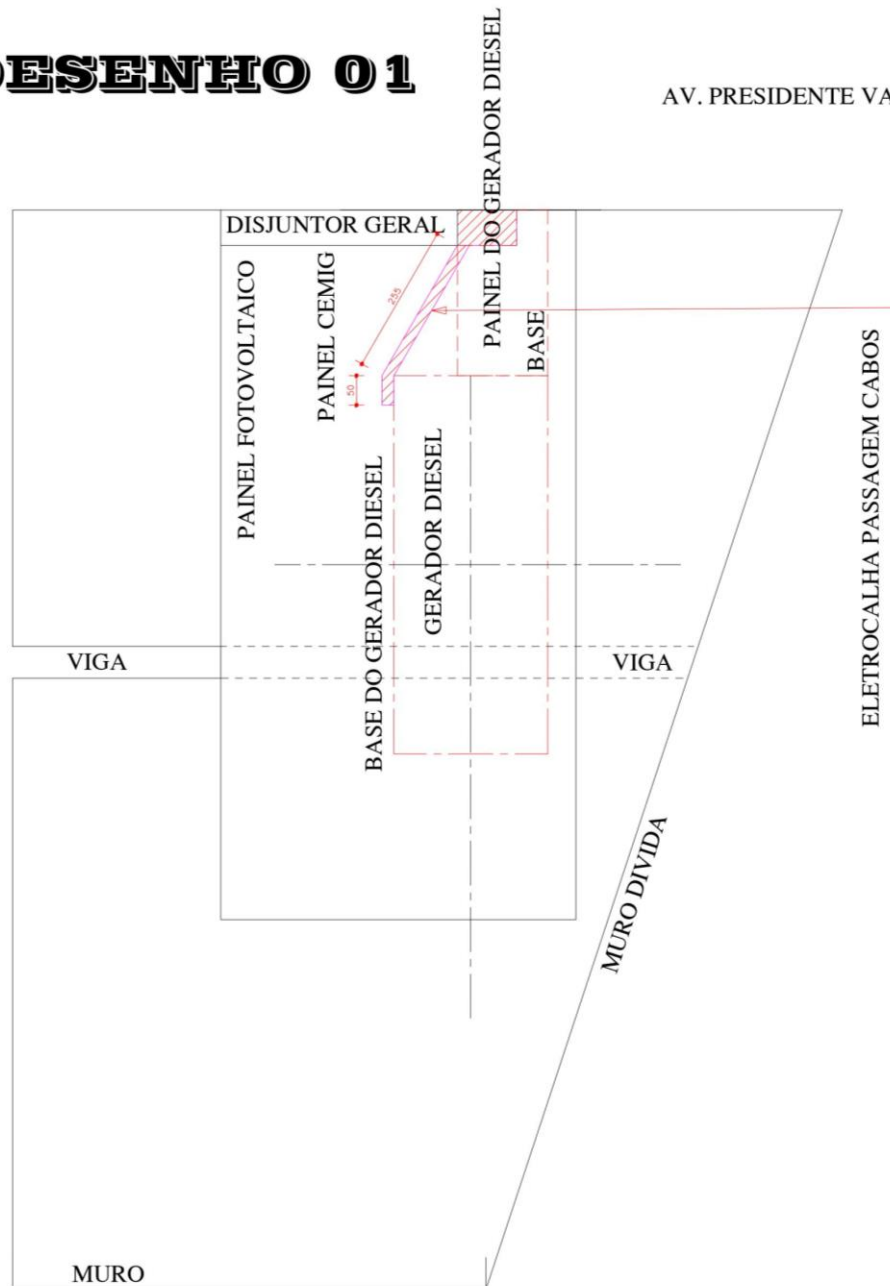 DESENHO 01
AV. PRESIDENTE VA
DISJUNTOR GERAL
PAINEL DO GERADOR DIESEL
PAINEL FOTOVOLTAICO
PAINEL CEMIG
255
50
BASE
ELETROCALHA PASSAGEM CABOS
BASE DO GERADOR DIESEL
GERADOR DIESEL
VIGA
VIGA
MURO DIVIDA
MURO